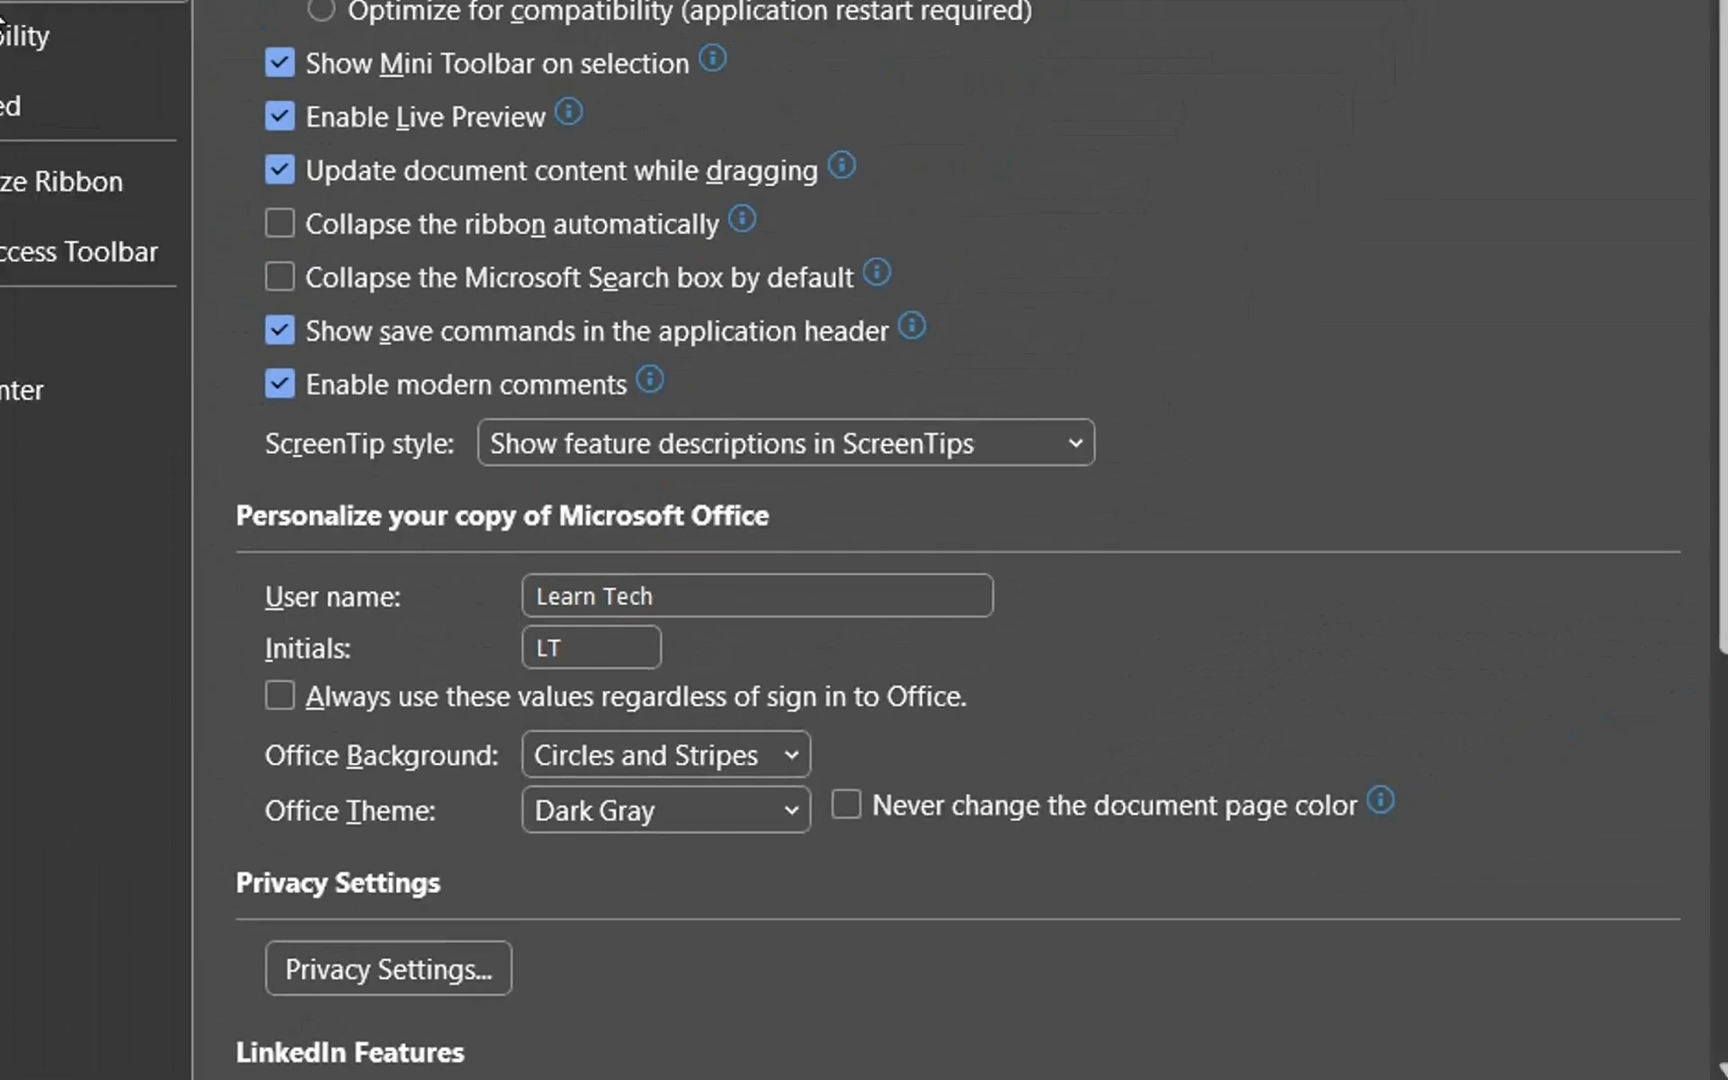 Optimize for compatibility (application restart required)
Show Mini Toolbar on selection
Enable Live Preview
Update document content while dragging
Collapse the ribbon automatically
Collapse the Microsoft Search box by default
Show save commands in the application header
Enable modern comments
ScreenTip style: Show feature descriptions in ScreenTips
Personalize your copy of Microsoft Office
User name: Learn Tech
Initials: LT
Always use these values regardless of sign in to Office.
Office Background: Circles and Stripes
Office Theme: Dark Gray Never change the document page color
Privacy Settings
Privacy Settings...
LinkedIn Features
ility
ed
ze Ribbon
ccess Toolbar
nter